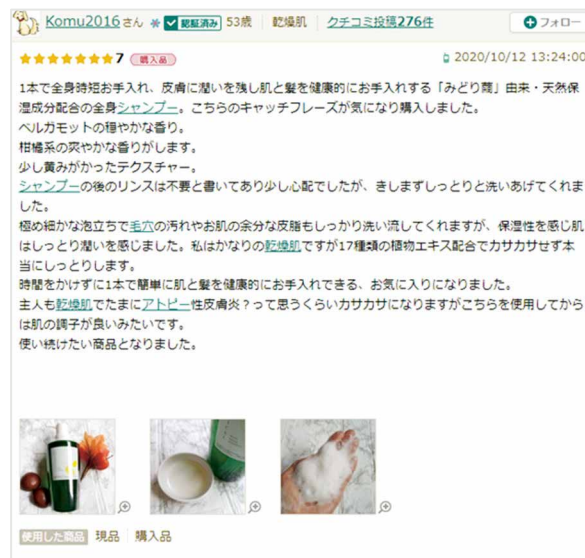 Komu2016さん 認証済み 53歳 乾燥肌 クチコミ投稿276件 フォロー
7 購入品 2020/10/12 13:24:00
1本で全身時短お手入れ、皮膚に潤いを残し肌と髪を健康的にお手入れする「みどり繭」由来・天然保
湿成分配合の全身シャンプー。こちらのキャッチフレーズが気になり購入しました。
ベルガモットの穏やかな香り。
柑橘系の爽やかな香りがします。
少し黄みがかったテクスチャー。
シャンプーの後のリンスは不要と書いてあり少し心配でしたが、きしまずしっとりと洗いあげてくれま
した。
極め細かな泡立ちで毛穴の汚れやお肌の余分な皮脂もしっかり洗い流してくれますが、保湿性を感じ肌
はしっとり潤いを感じました。私はかなりの乾燥肌ですが17種類の植物エキス配合でカサカサせず本
当にしっとりします。
時間をかけずに1本で簡単に肌と髪を健康的にお手入れできる、お気に入りになりました。
主人も乾燥肌でたまにアトピー性皮膚炎？って思うくらいカサカサになりますがこちらを使用してから
は肌の調子が良いみたいです。
使い続けたい商品となりました。
使用した商品 現品 購入品